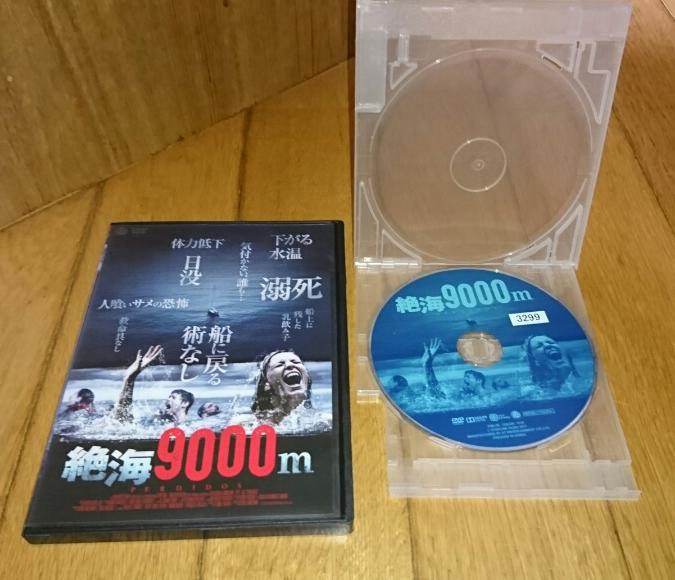 体力低下
日没
気付かない誰も…
下がる
水温
溺死
人喰いサメの恐怖
救命具なし
船に戻る
術なし
船上に
残した
乳飲み子
絶海9000m
PERDIDOS
絶海9000m
3299
DVD